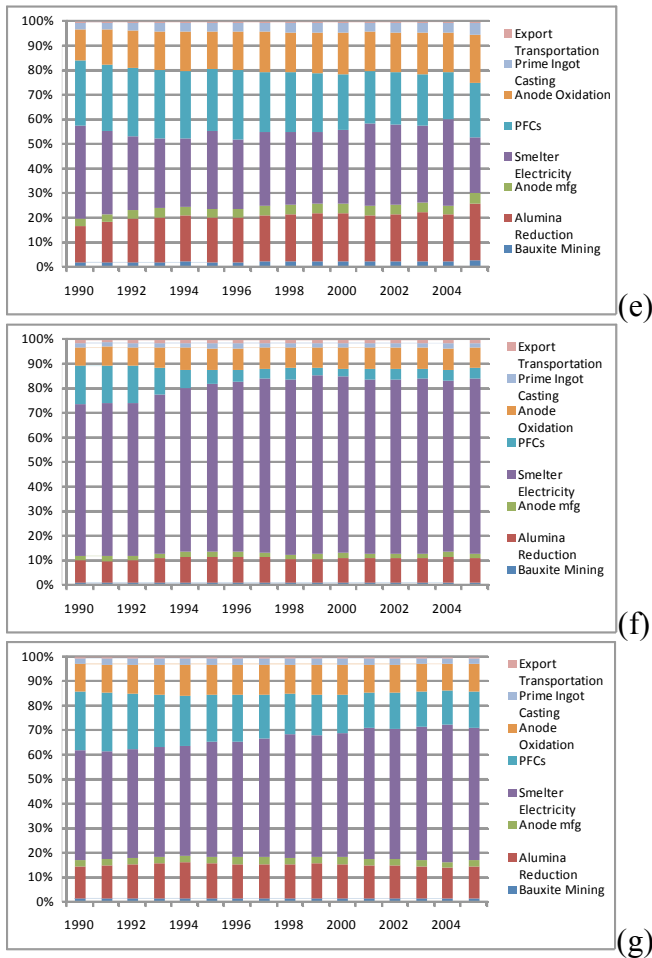 100%
90%
80%
70%
60%
50%
40%
30%
20%
10%
0%
1990 1992 1994 1996 1998 2000 2002 2004
Export
Transportation
Prime Ingot
Casting
Anode Oxidation
PFCs
Smelter
Electricity
Anode mfg
Alumina
Reduction
Bauxite Mining
(e)
100%
90%
80%
70%
60%
50%
40%
30%
20%
10%
0%
1990 1992 1994 1996 1998 2000 2002 2004
Export
Transportation
Prime Ingot
Casting
Anode
Oxidation
PFCs
Smelter
Electricity
Anode mfg
Alumina
Reduction
Bauxite Mining
(f)
100%
90%
80%
70%
60%
50%
40%
30%
20%
10%
0%
1990 1992 1994 1996 1998 2000 2002 2004
Export
Transportation
Prime Ingot
Casting
Anode
Oxidation
PFCs
Smelter
Electricity
Anode mfg
Alumina
Reduction
Bauxite Mining
(g)